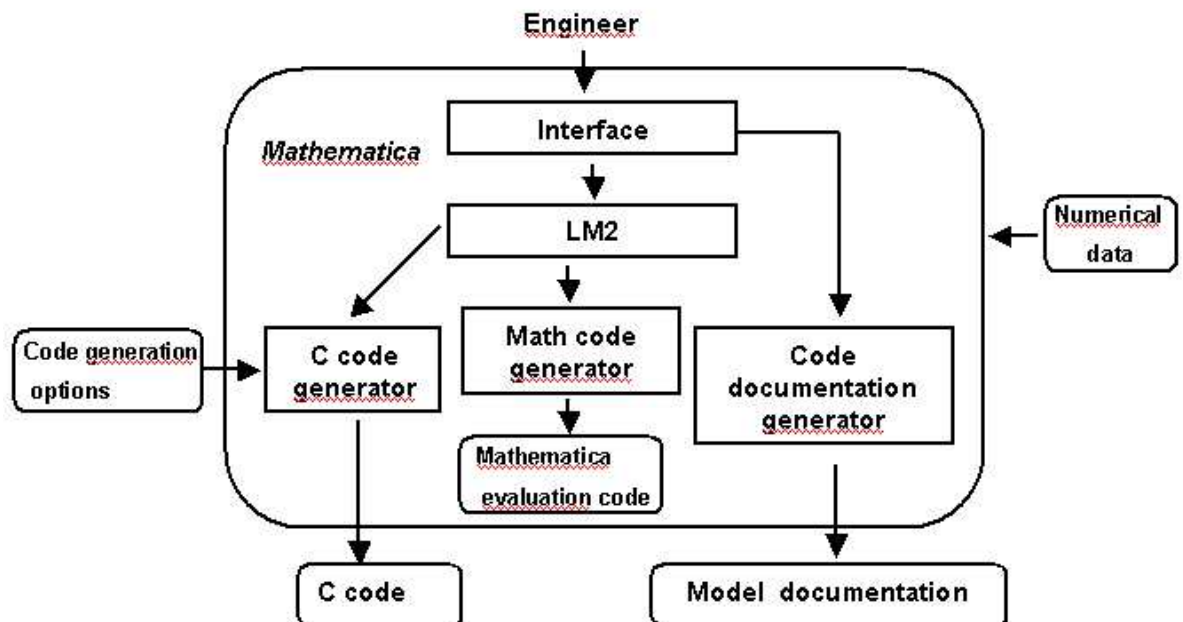 Engineer
Interface
Mathematica
LM2
Numerical
data
Code generation
options
C code
generator
Math code
generator
Code
documentation
generator
Mathematica
evaluation code
C code
Model documentation